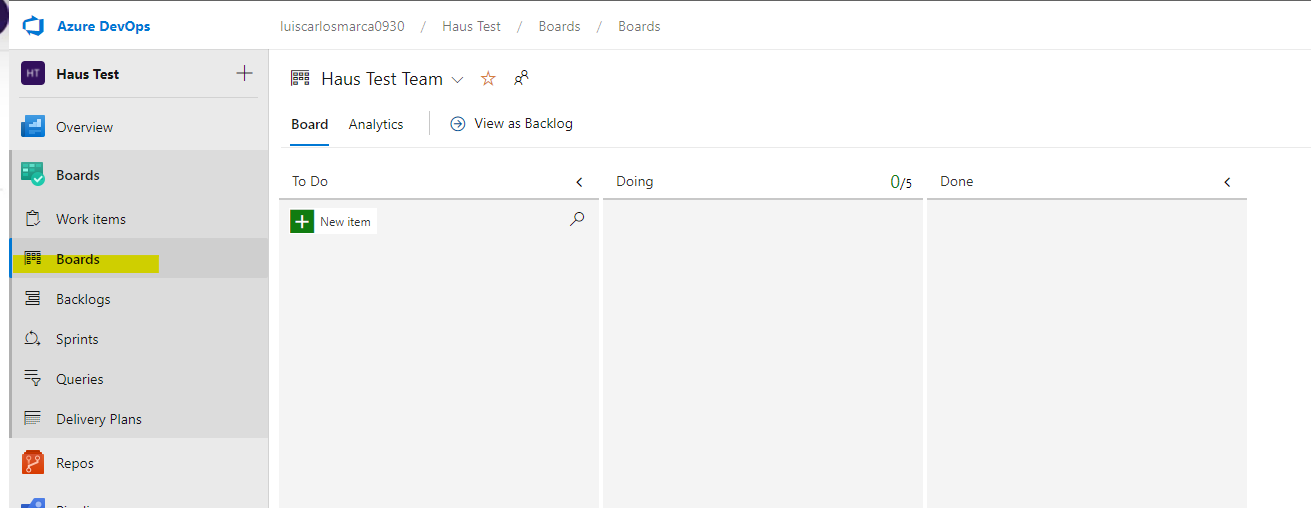 Azure DevOps
luiscarlosmarca0930 / Haus Test / Boards / Boards
HT Haus Test
Haus Test Team
Overview
Board Analytics View as Backlog
Boards
To Do
Doing 0/5
Done
Work items
New item
Boards
Backlogs
Sprints
Queries
Delivery Plans
Repos